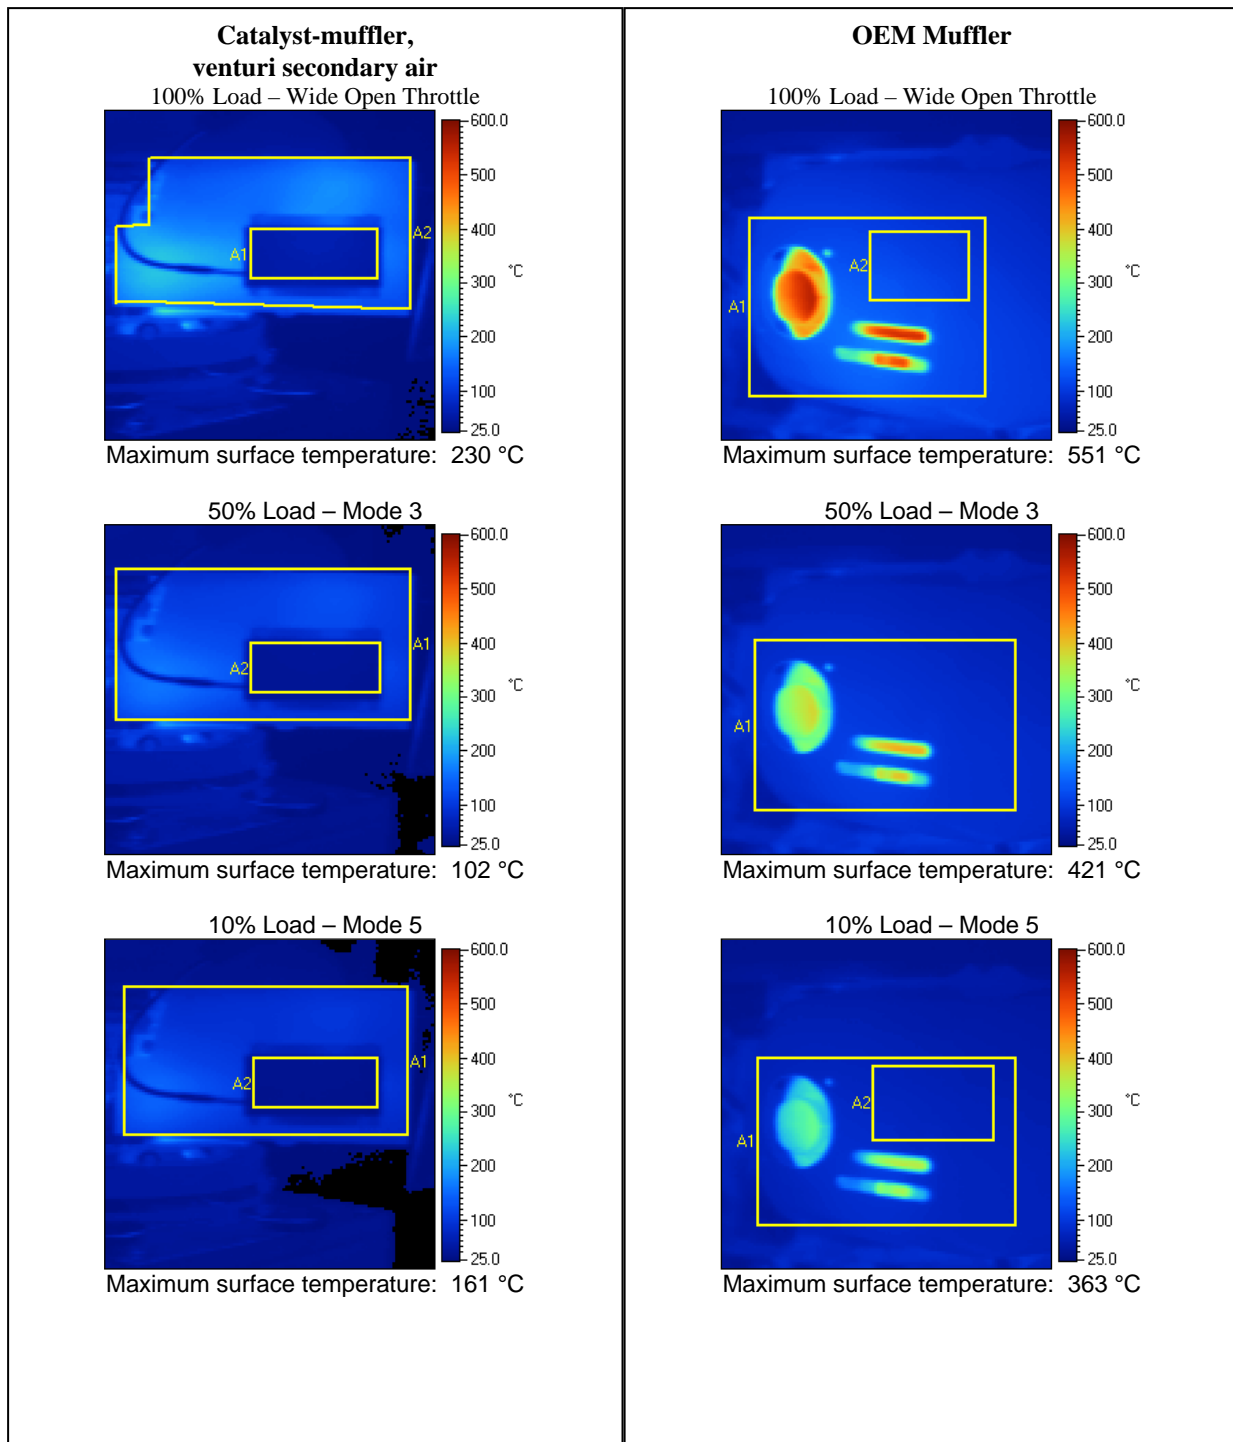 Catalyst-muffler,
venturi secondary air
100% Load – Wide Open Throttle
600.0
500
400
300
200
100
25.0
°C
A1
A2
Maximum surface temperature: 230 °C
50% Load – Mode 3
600.0
500
400
300
200
100
25.0
°C
A1
A2
Maximum surface temperature: 102 °C
10% Load – Mode 5
600.0
500
400
300
200
100
25.0
°C
A1
A2
Maximum surface temperature: 161 °C
OEM Muffler
100% Load – Wide Open Throttle
600.0
500
400
300
200
100
25.0
°C
A2
A1
Maximum surface temperature: 551 °C
50% Load – Mode 3
600.0
500
400
300
200
100
25.0
°C
A1
Maximum surface temperature: 421 °C
10% Load – Mode 5
600.0
500
400
300
200
100
25.0
°C
A2
A1
Maximum surface temperature: 363 °C